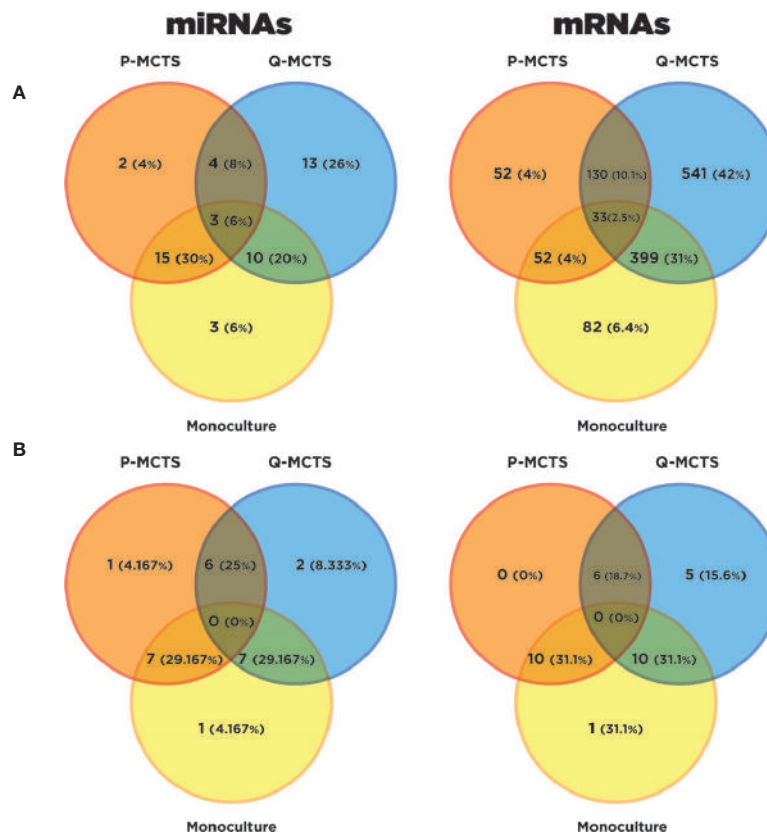 miRNAs mRNAs
P-MCTS Q-MCTS P-MCTS Q-MCTS
A
2 (4%) 4 (8%) 13 (26%) 52 (4%) 130 (10.1%) 541 (42%)
3 (6%) 33(2.5%)
15 (30%) 10 (20%) 52 (4%) 399 (31%)
3 (6%) 82 (6.4%)
Monoculture Monoculture
B
P-MCTS Q-MCTS P-MCTS Q-MCTS
1 (4.167%) 6 (25%) 2 (8.333%) 0 (0%) 6 (18.7%) 5 (15.6%)
0 (0%) 0 (0%)
7 (29.167%) 7 (29.167%) 10 (31.1%) 10 (31.1%)
1 (4.167%) 1 (31.1%)
Monoculture Monoculture